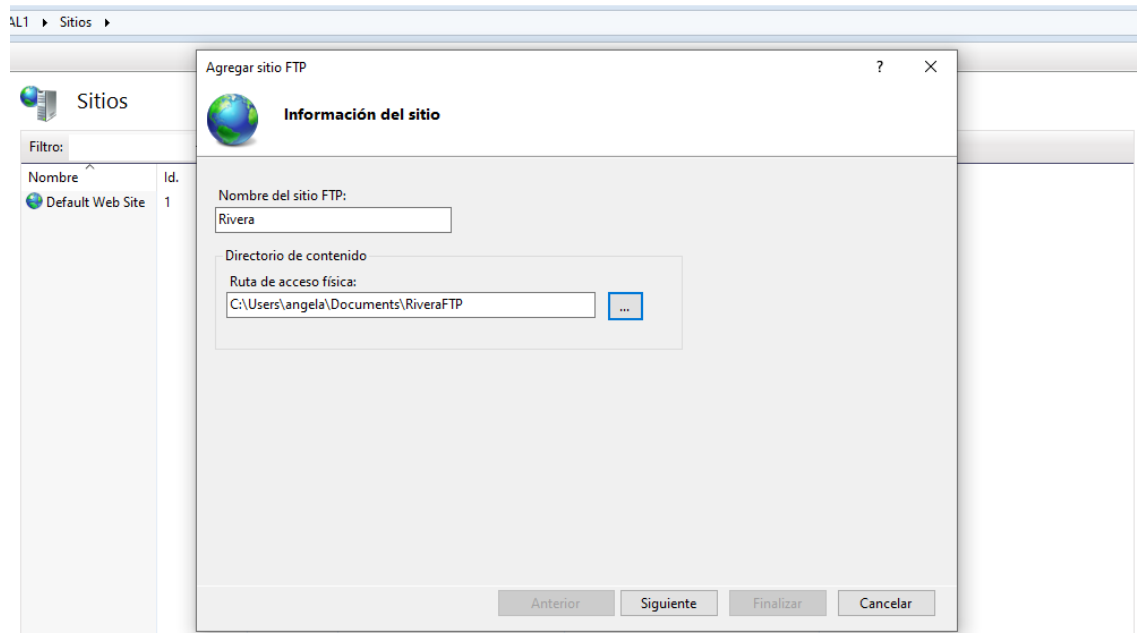 AL1 Sitios
Agregar sitio FTP ? ×
Sitios
Información del sitio
Filtro:
Nombre Id.
Default Web Site 1
Nombre del sitio FTP:
Rivera
Directorio de contenido
Ruta de acceso física:
C:\Users\angela\Documents\RiveraFTP ...
Anterior Siguiente Finalizar Cancelar